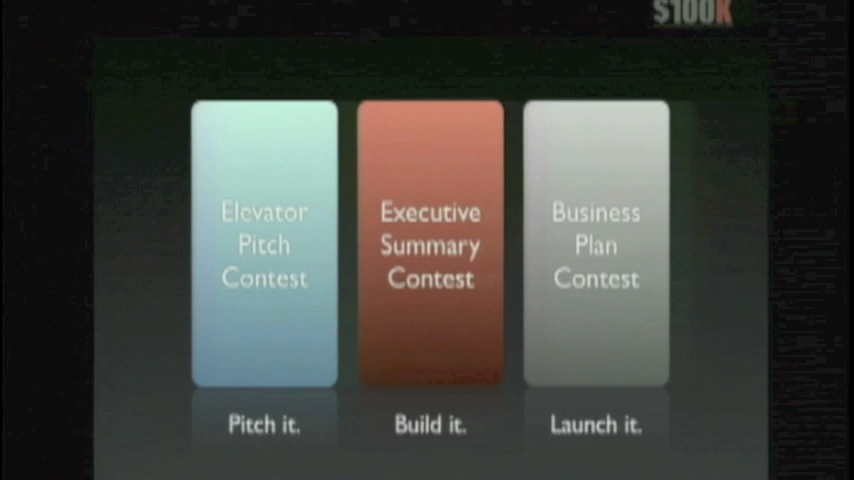 $100K
Elevator
Pitch
Contest
Executive
Summary
Contest
Business
Plan
Contest
Pitch it.
Build it.
Launch it.